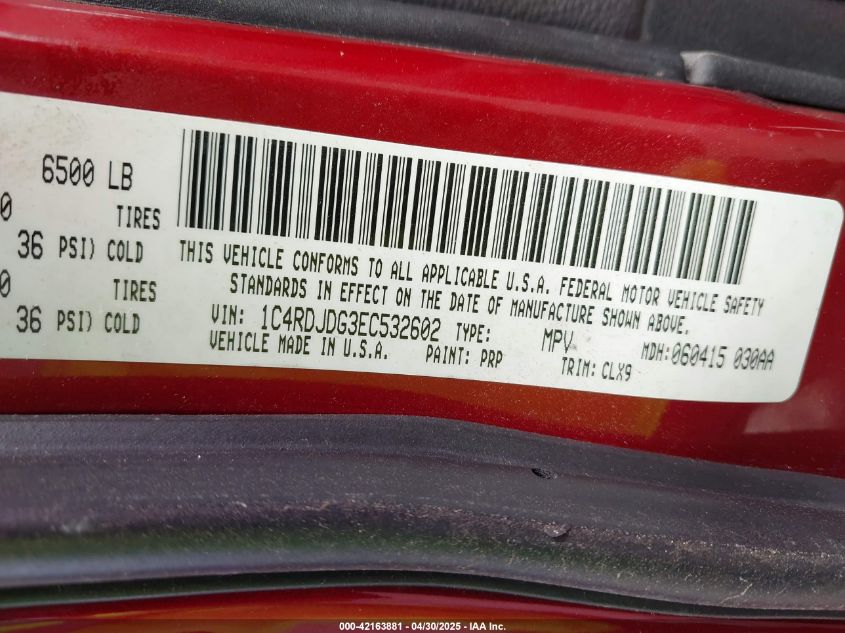 6500 LB
0 TIRES
36 PSI) COLD
0 TIRES
36 PSI) COLD
THIS VEHICLE CONFORMS TO ALL APPLICABLE U.S.A. FEDERAL MOTOR VEHICLE SAFETY
STANDARDS IN EFFECT ON THE DATE OF MANUFACTURE SHOWN ABOVE.
VIN: 1C4RDJDG3EC532602 TYPE: MPV MDH:060415 030AA
VEHICLE MADE IN U.S.A. PAINT: PRP TRIM: CLX9
000-42163881 - 04/30/2025 - IAA Inc.